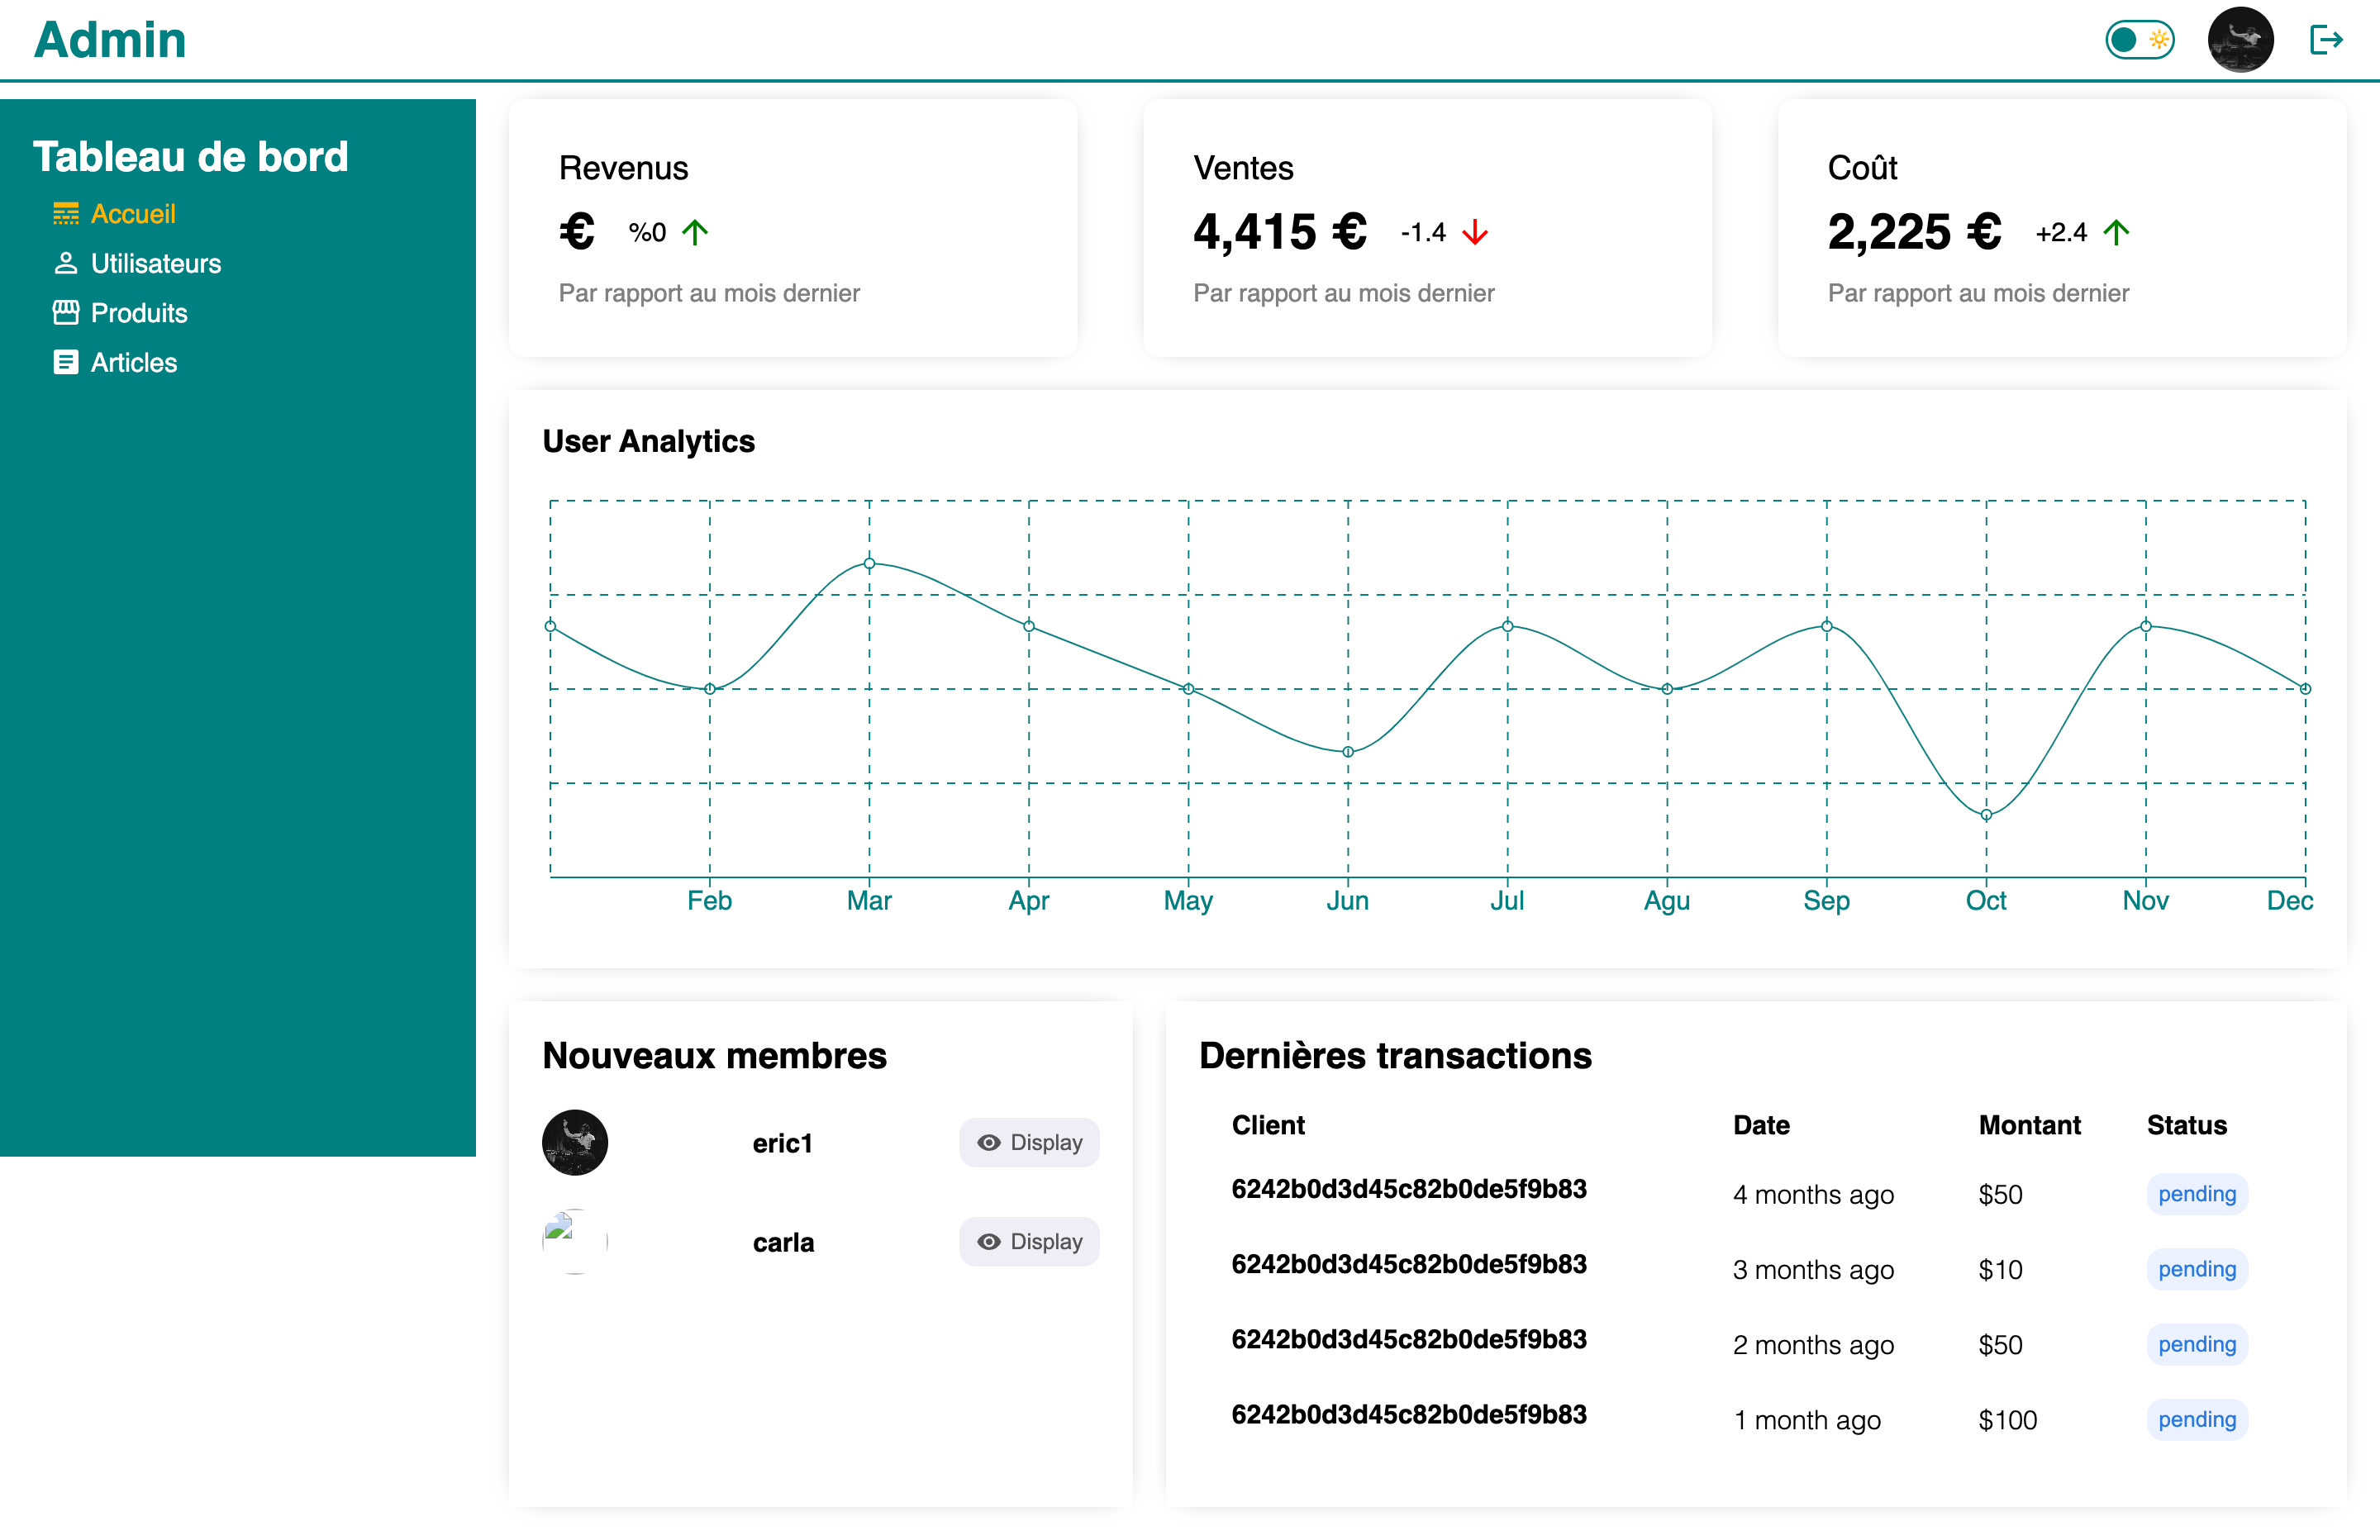 Admin
Tableau de bord
Accueil
Utilisateurs
Produits
Articles
Revenus
€ %0
Par rapport au mois dernier
Ventes
4,415 € -1.4
Par rapport au mois dernier
Coût
2,225 € +2.4
Par rapport au mois dernier
User Analytics
Feb Mar Apr May Jun Jul Agu Sep Oct Nov Dec
Nouveaux membres
eric1 Display
carla Display
Dernières transactions
Client Date Montant Status
6242b0d3d45c82b0de5f9b83 4 months ago $50 pending
6242b0d3d45c82b0de5f9b83 3 months ago $10 pending
6242b0d3d45c82b0de5f9b83 2 months ago $50 pending
6242b0d3d45c82b0de5f9b83 1 month ago $100 pending